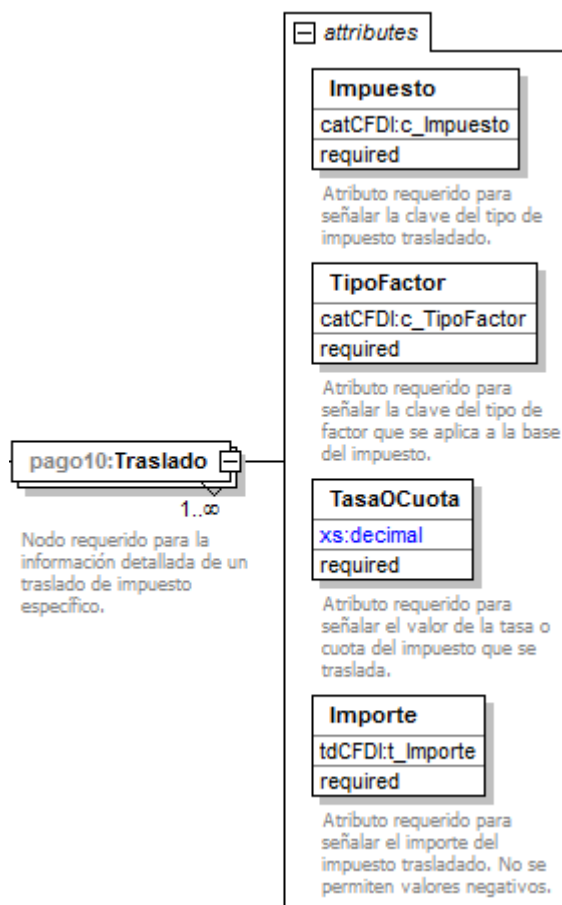 attributes
Impuesto
catCFDI:c_Impuesto
required
Atributo requerido para
señalar la clave del tipo de
impuesto trasladado.
TipoFactor
catCFDI:c_TipoFactor
required
Atributo requerido para
señalar la clave del tipo de
factor que se aplica a la base
del impuesto.
pago10:Traslado
1..∞
Nodo requerido para la
información detallada de un
traslado de impuesto
específico.
TasaOCuota
xs:decimal
required
Atributo requerido para
señalar el valor de la tasa o
cuota del impuesto que se
traslada.
Importe
tdCFDI:t_Importe
required
Atributo requerido para
señalar el importe del
impuesto trasladado. No se
permiten valores negativos.